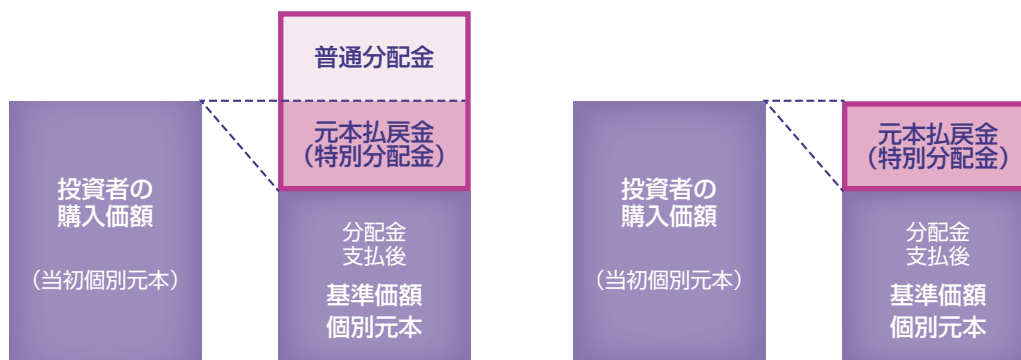 普通分配金
元本払戻金
（特別分配金）
投資者の
購入価額
（当初個別元本）
分配金
支払後
基準価額
個別元本
元本払戻金
（特別分配金）
投資者の
購入価額
（当初個別元本）
分配金
支払後
基準価額
個別元本